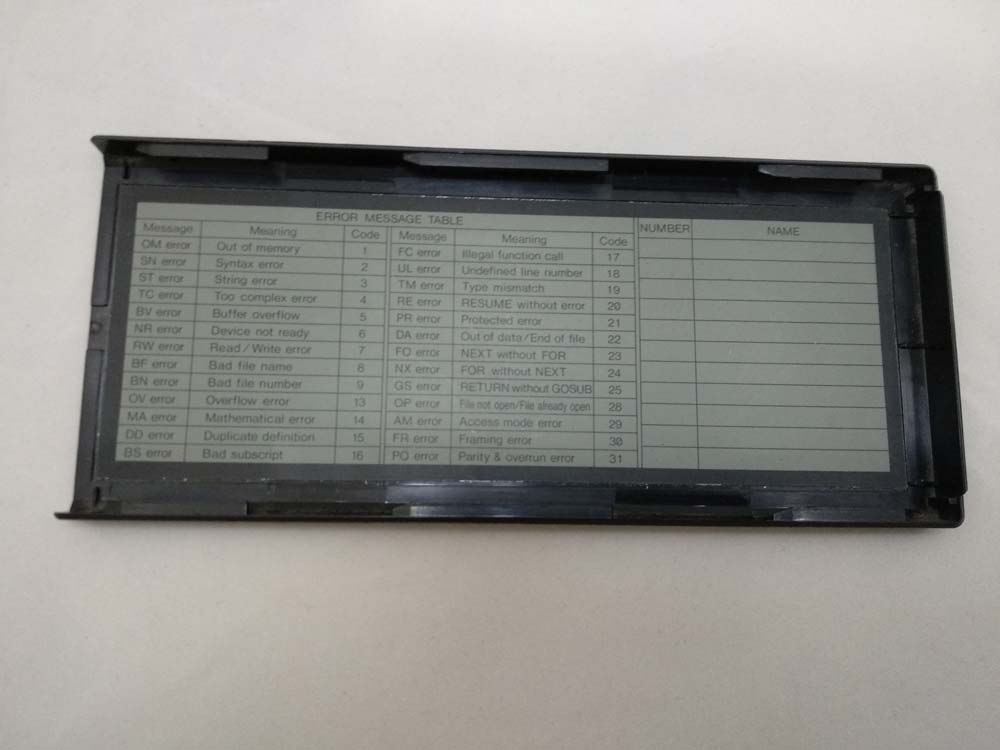 ERROR MESSAGE TABLE
Message Meaning Code Message Meaning Code NUMBER NAME
OM error Out of memory 1 FC error Illegal function call 17
SN error Syntax error 2 UL error Undefined line number 18
ST error String error 3 TM error Type mismatch 19
TC error Too complex error 4 RE error RESUME without error 20
BV error Buffer overflow 5 PR error Protected error 21
NR error Device not ready 6 DA error Out of data/End of file 22
RW error Read / Write error 7 FO error NEXT without FOR 23
BF error Bad file name 8 NX error FOR without NEXT 24
BN error Bad file number 9 GS error RETURN without GOSUB 25
OV error Overflow error 13 OP error File not open/File already open 28
MA error Mathematical error 14 AM error Access mode error 29
DD error Duplicate definition 15 FR error Framing error 30
BS error Bad subscript 16 PO error Parity & overrun error 31